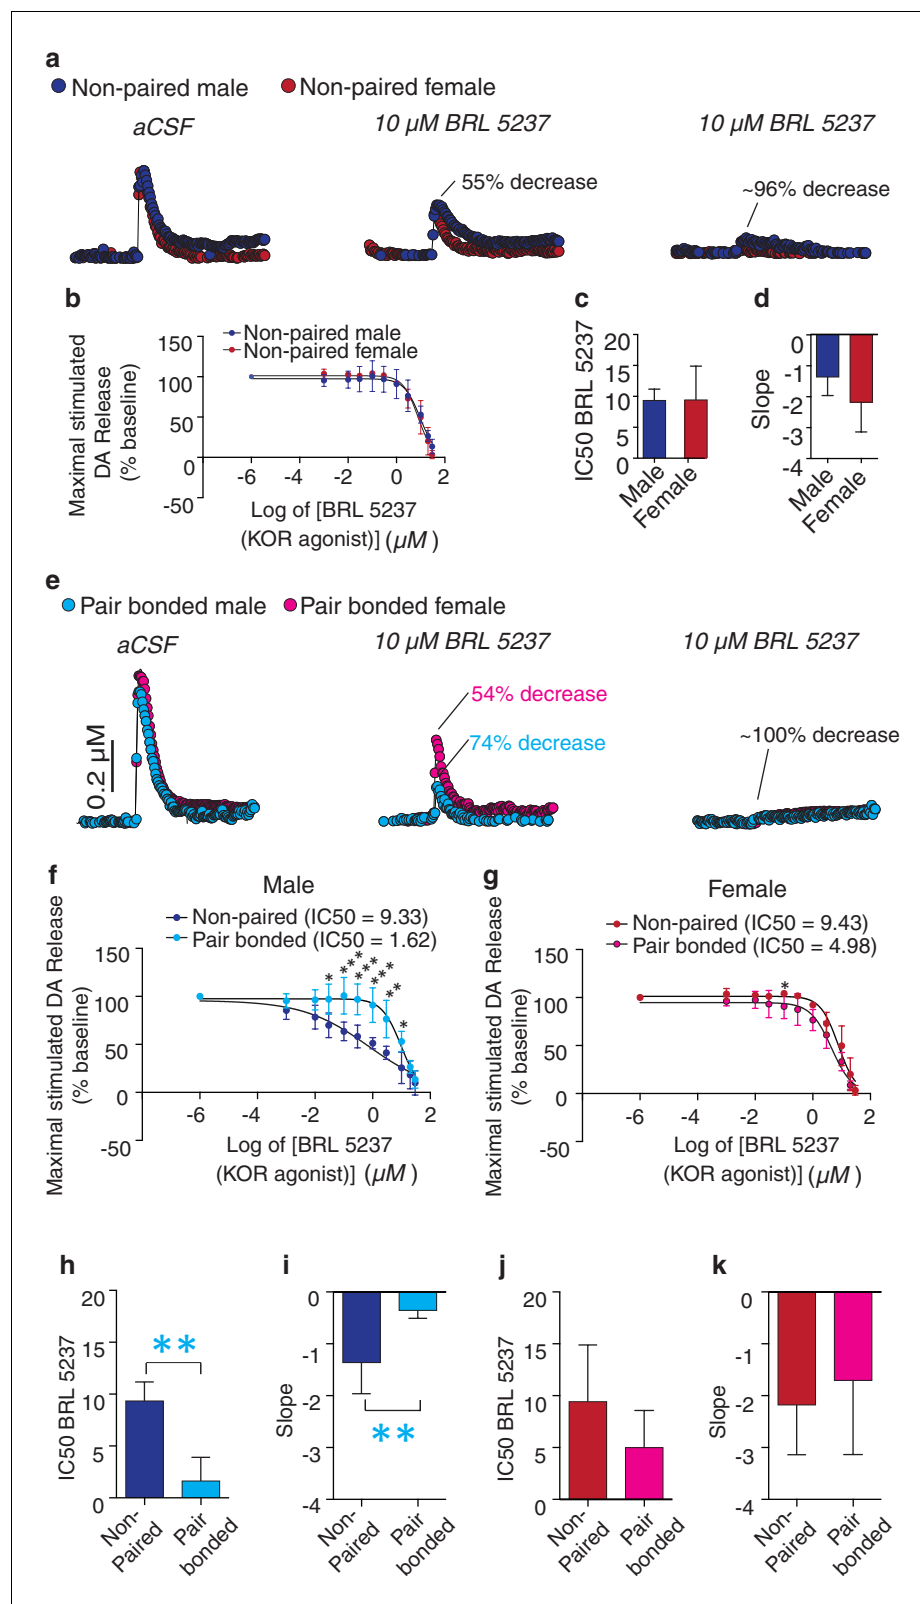 a
Non-paired male Non-paired female
aCSF 10 µM BRL 5237 10 µM BRL 5237
55% decrease
~96% decrease
b
Maximal stimulated
DA Release
(% baseline)
150
100
50
0
-50
Non-paired male
Non-paired female
-6 -4 -2 0 2
Log of [BRL 5237
(KOR agonist)] (µM )
c
IC50 BRL 5237
20
15
10
5
0
Male
Female
d
Slope
0
-1
-2
-3
-4
Male
Female
e
Pair bonded male Pair bonded female
aCSF 10 µM BRL 5237 10 µM BRL 5237
0.2 µM
54% decrease
74% decrease
~100% decrease
f
Male
Non-paired (IC50 = 9.33)
Pair bonded (IC50 = 1.62)
Maximal stimulated DA Release
(% baseline)
150
100
50
0
-50
* *** *** *** ** *
-6 -4 -2 0 2
Log of [BRL 5237
(KOR agonist)] (µM )
g
Female
Non-paired (IC50 = 9.43)
Pair bonded (IC50 = 4.98)
Maximal stimulated DA Release
(% baseline)
150
100
50
0
-50
*
-6 -4 -2 0 2
Log of [BRL 5237
(KOR agonist)] (µM )
h
IC50 BRL 5237
20
15
10
5
0
**
Non-
Paired
Pair
bonded
i
Slope
0
-1
-2
-3
-4
**
Non-
Paired
Pair
bonded
j
IC50 BRL 5237
20
15
10
5
0
Non-
Paired
Pair
bonded
k
Slope
0
-1
-2
-3
-4
Non-
Paired
Pair
bonded